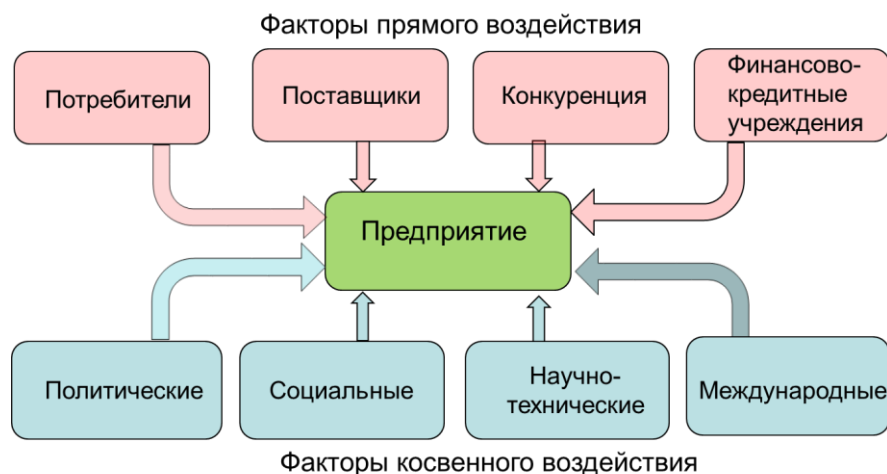 Факторы прямого воздействия
Потребители
Поставщики
Конкуренция
Финансово-
кредитные
учреждения
Предприятие
Политические
Социальные
Научно-
технические
Международные
Факторы косвенного воздействия